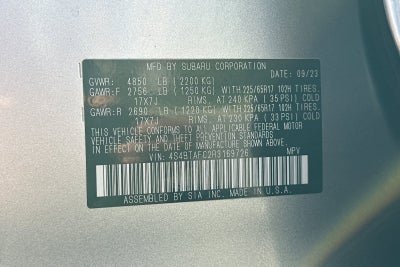 MFD BY SUBARU CORPORATION
GVWR: 4850 LB (2200 KG) DATE: 09/23
GAWR:F 2756 LB (1250 KG) WITH 225/65R17 102H TIRES
17X7J RIMS, AT 240 KPA (35 PSI) COLD
GAWR:R 2690 LB (1220 KG) WITH 225/65R17 102H TIRES
17X7J RIMS, AT 230 KPA (33 PSI) COLD
THIS VEHICLE CONFORMS TO ALL APPLICABLE FEDERAL MOTOR
VEHICLE SAFETY AND THEFT PREVENTION STANDARDS IN
EFFECT ON THE DATE OF MANUFACTURE SHOWN ABOVE.
VIN: 4S4BTAFC2R3169726 MPV
ASSEMBLED BY SIA INC. MADE IN U.S.A.